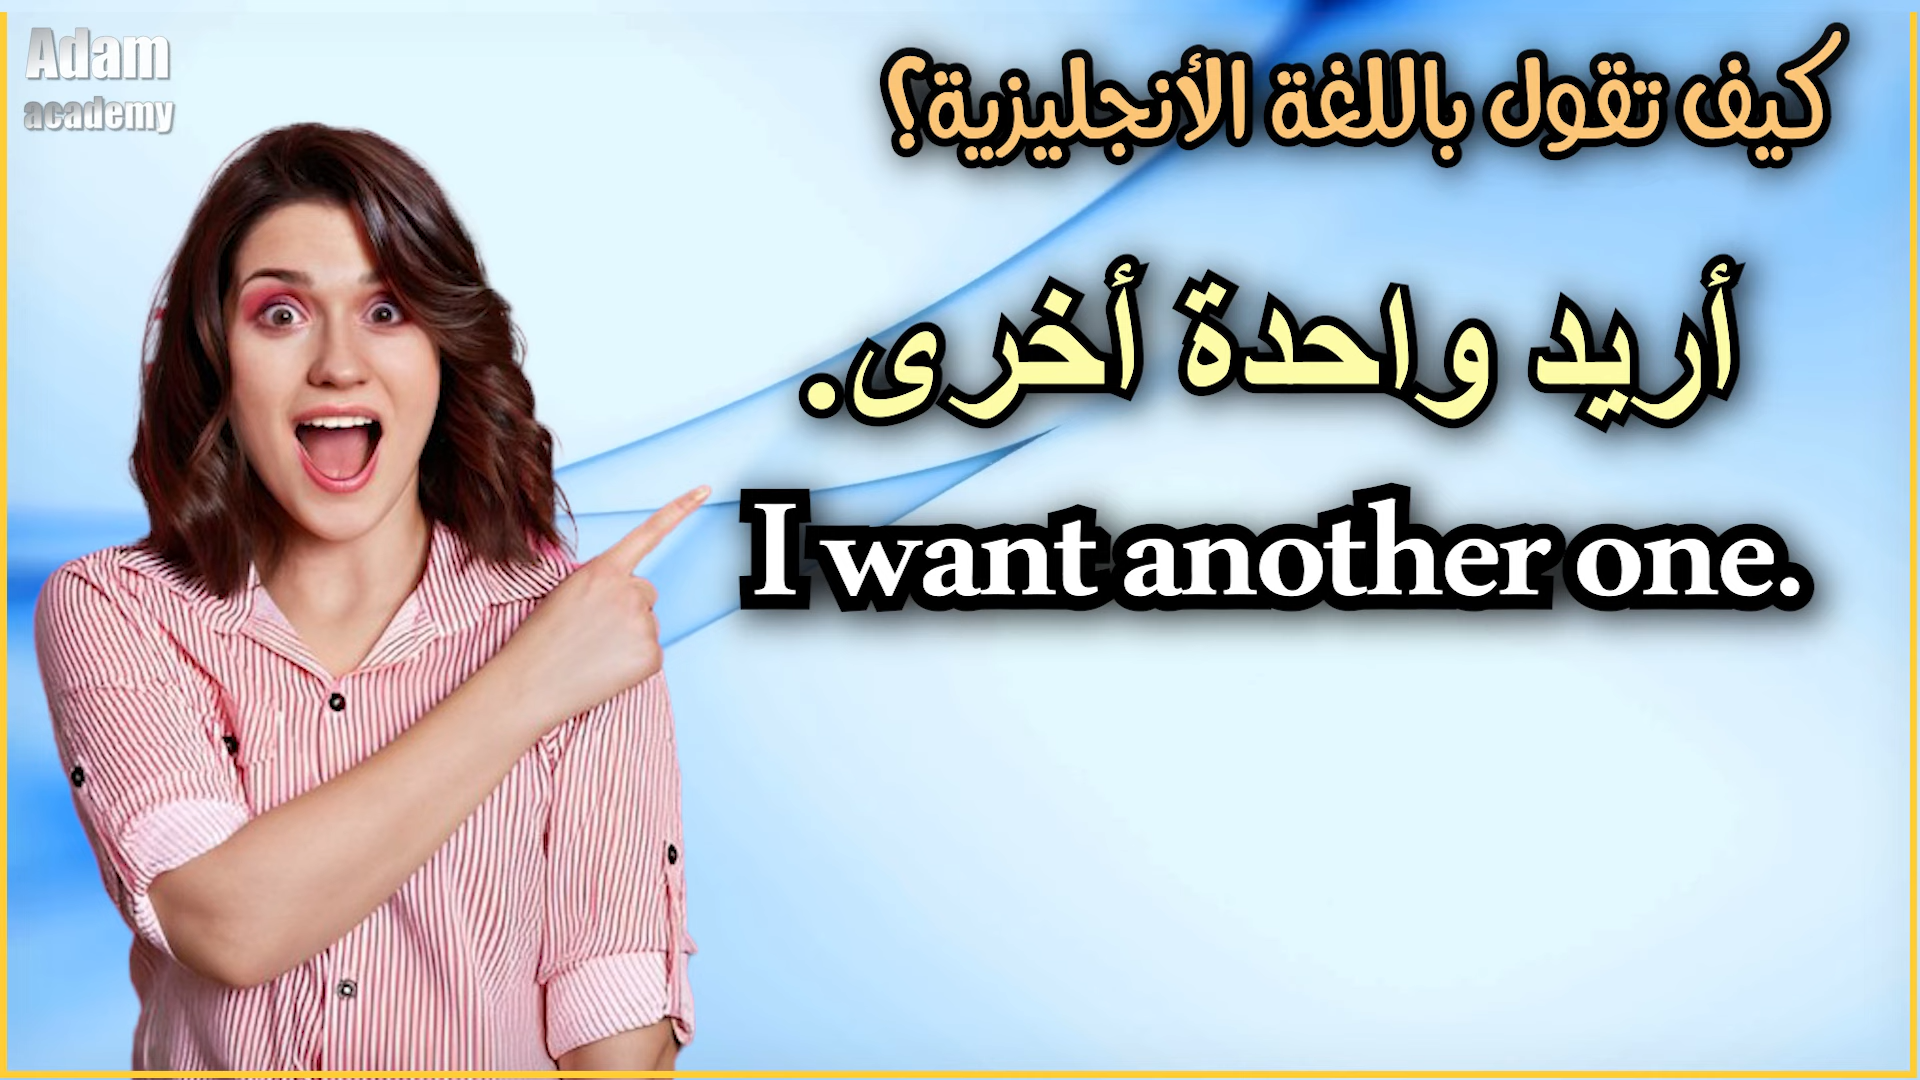 Adam
academy
كيف تقول باللغة الأنجليزية؟
أريد واحدة أخرى.
I want another one.